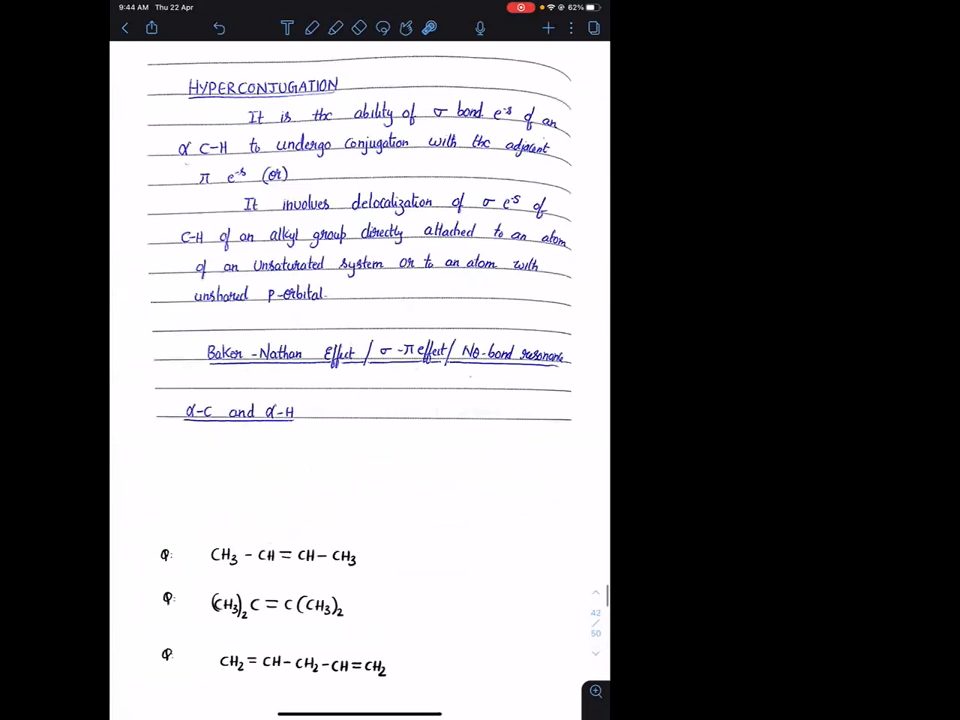 9:44 AM Thu 22 Apr
62%
HYPERCONJUGATION
It is the ability of σ bond e⁻s of an
α C-H to undergo conjugation with the adjacent
π e⁻s (or)
It involves delocalization of σ e⁻s of
C-H of an alkyl group directly attached to an atom
of an unsaturated system or to an atom with
unshared p-orbital.
Baker-Nathan Effect / σ-π effect / No-bond resonance
α-C and α-H
Q: CH₃ - CH = CH - CH₃
Q: (CH₃)₂ C = C (CH₃)₂
Q: CH₂ = CH - CH₂ - CH = CH₂
42
/
50